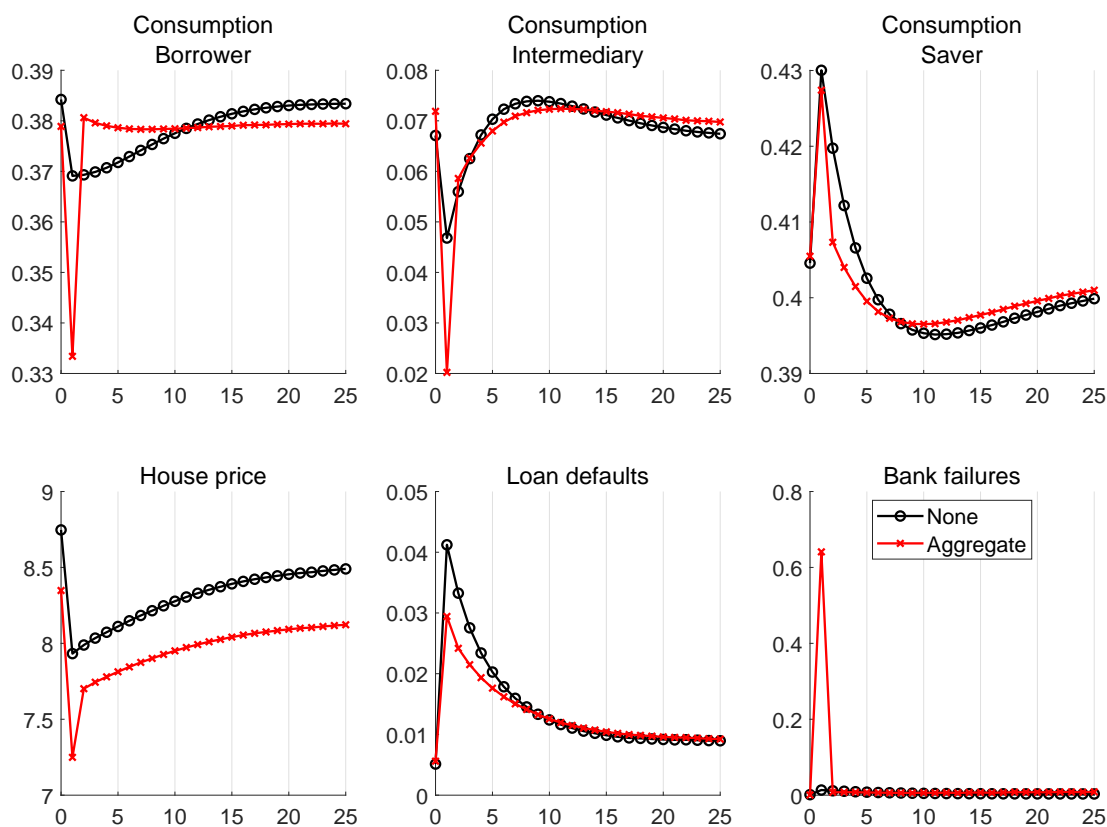 Consumption
Borrower
0.39
0.38
0.37
0.36
0.35
0.34
0.33
0 5 10 15 20 25
Consumption
Intermediary
0.08
0.07
0.06
0.05
0.04
0.03
0.02
0 5 10 15 20 25
Consumption
Saver
0.43
0.42
0.41
0.4
0.39
0 5 10 15 20 25
House price
9
8.5
8
7.5
7
0 5 10 15 20 25
Loan defaults
0.05
0.04
0.03
0.02
0.01
0
0 5 10 15 20 25
Bank failures
0.8
0.6
0.4
0.2
0
0 5 10 15 20 25
None
Aggregate